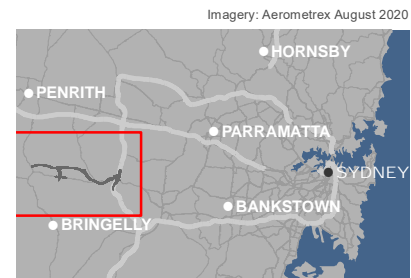 Imagery: Aerometrex August 2020
HORNSBY
PENRITH
PARRAMATTA
SYDNEY
BANKSTOWN
BRINGELLY